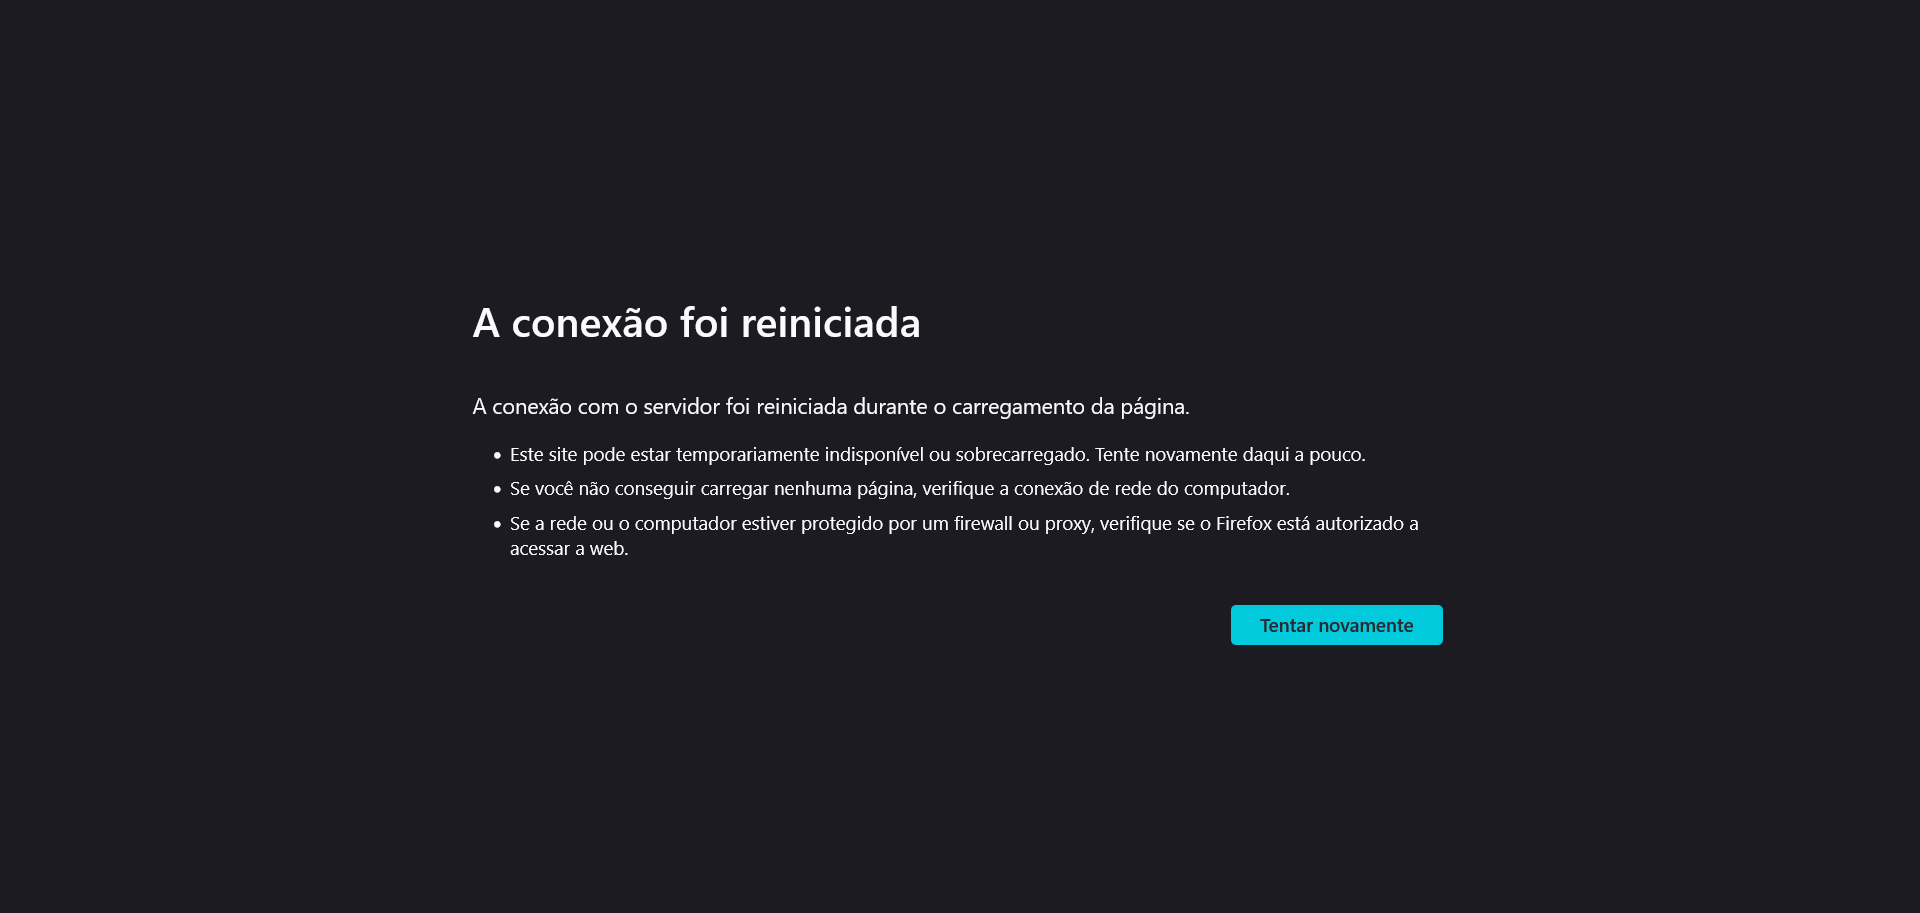 A conexão foi reiniciada
A conexão com o servidor foi reiniciada durante o carregamento da página.
• Este site pode estar temporariamente indisponível ou sobrecarregado. Tente novamente daqui a pouco.
• Se você não conseguir carregar nenhuma página, verifique a conexão de rede do computador.
• Se a rede ou o computador estiver protegido por um firewall ou proxy, verifique se o Firefox está autorizado a
acessar a web.
Tentar novamente